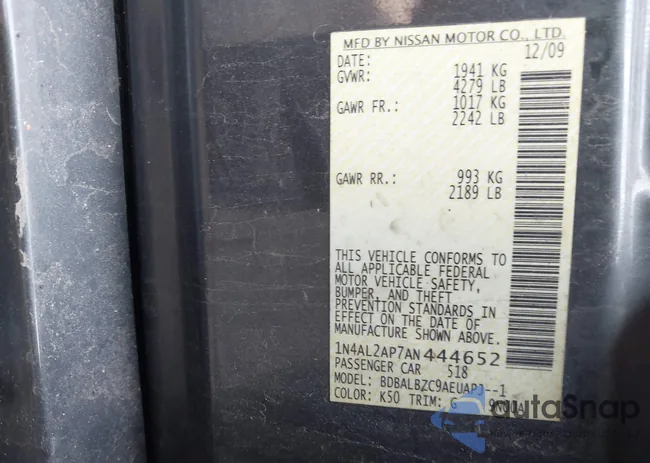 MFD BY NISSAN MOTOR CO., LTD.
DATE: 12/09
GVWR: 1941 KG
4279 LB
GAWR FR.: 1017 KG
2242 LB
GAWR RR.: 993 KG
2189 LB
THIS VEHICLE CONFORMS TO
ALL APPLICABLE FEDERAL
MOTOR VEHICLE SAFETY,
BUMPER, AND THEFT
PREVENTION STANDARDS IN
EFFECT ON THE DATE OF
MANUFACTURE SHOWN ABOVE.
1N4AL2AP7AN444652
PASSENGER CAR 518
MODEL: BDBALBZC9AEUAPJ--1
COLOR: K50 TRIM: G
autoSnap